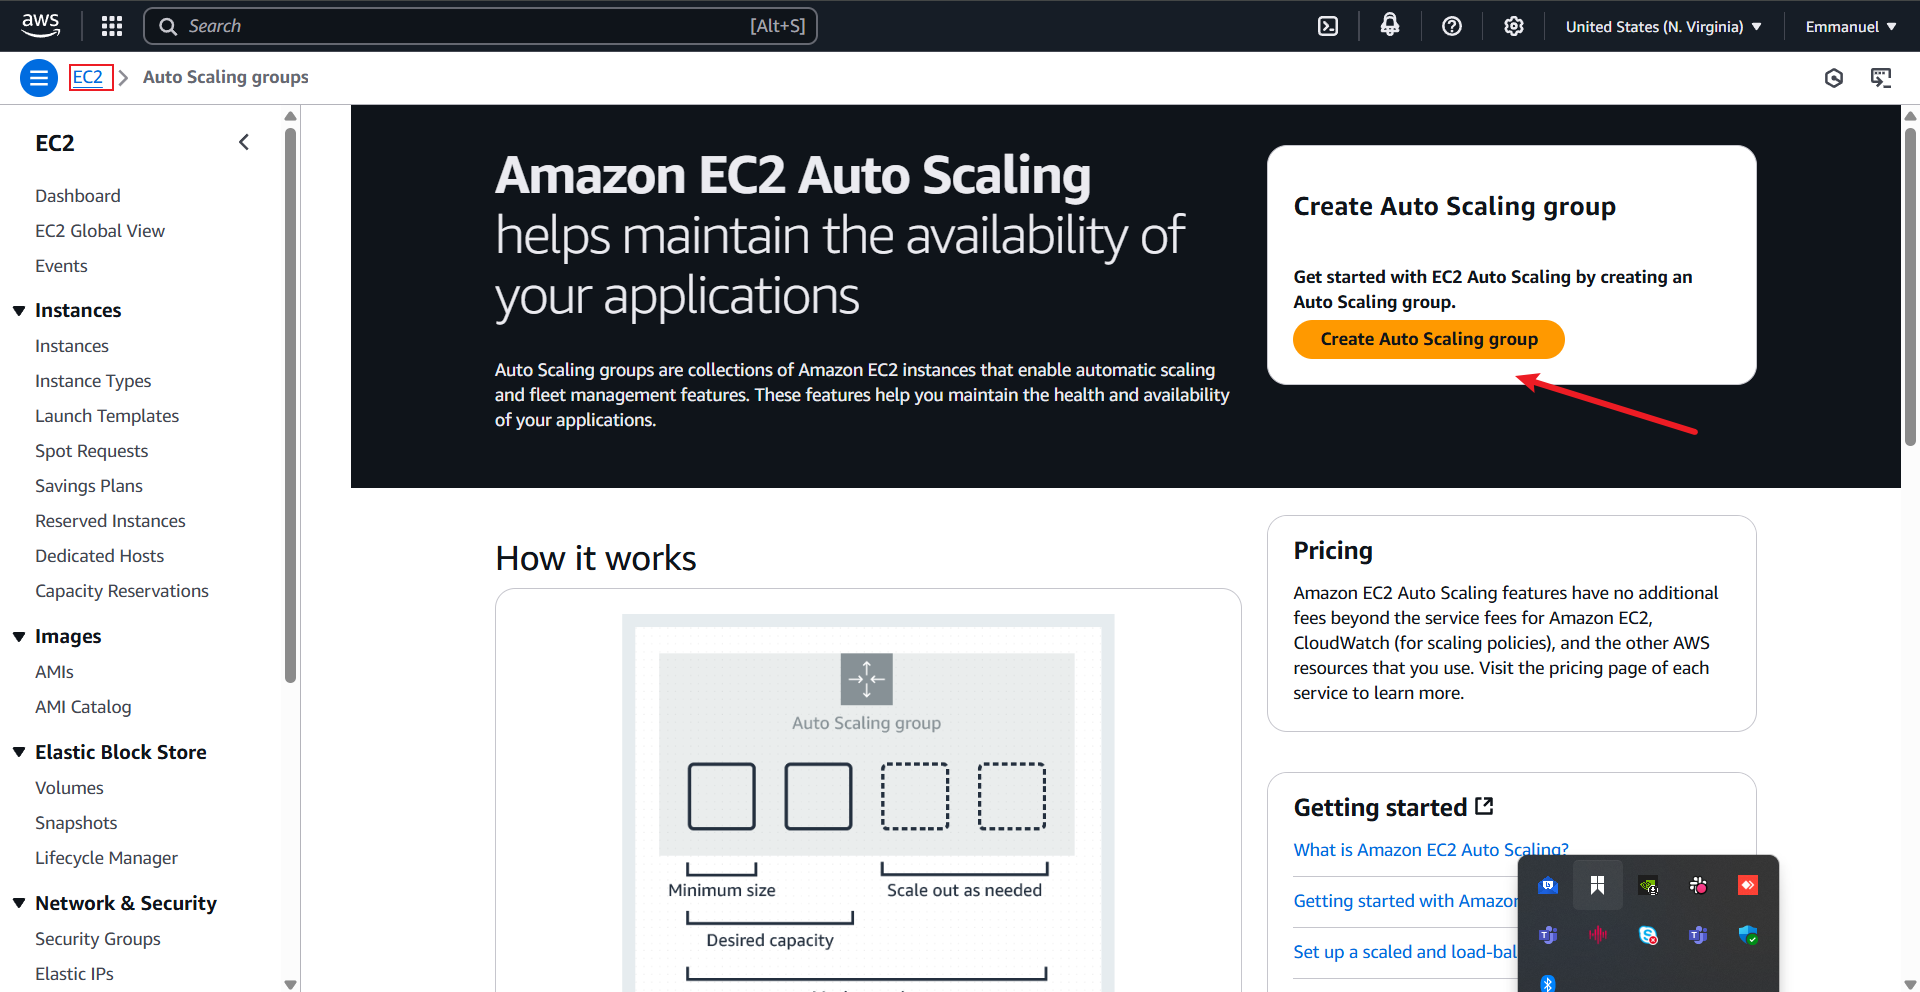 aws
Search
[Alt+S]
United States (N. Virginia)
Emmanuel
EC2
Auto Scaling groups
EC2
Dashboard
EC2 Global View
Events
Instances
Instances
Instance Types
Launch Templates
Spot Requests
Savings Plans
Reserved Instances
Dedicated Hosts
Capacity Reservations
Images
AMIs
AMI Catalog
Elastic Block Store
Volumes
Snapshots
Lifecycle Manager
Network & Security
Security Groups
Elastic IPs
Amazon EC2 Auto Scaling
helps maintain the availability of
your applications
Auto Scaling groups are collections of Amazon EC2 instances that enable automatic scaling
and fleet management features. These features help you maintain the health and availability
of your applications.
Create Auto Scaling group
Get started with EC2 Auto Scaling by creating an
Auto Scaling group.
Create Auto Scaling group
How it works
Auto Scaling group
Minimum size
Scale out as needed
Desired capacity
Pricing
Amazon EC2 Auto Scaling features have no additional
fees beyond the service fees for Amazon EC2,
CloudWatch (for scaling policies), and the other AWS
resources that you use. Visit the pricing page of each
service to learn more.
Getting started
What is Amazon EC2 Auto Scaling?
Getting started with Amazon
Set up a scaled and load-bal